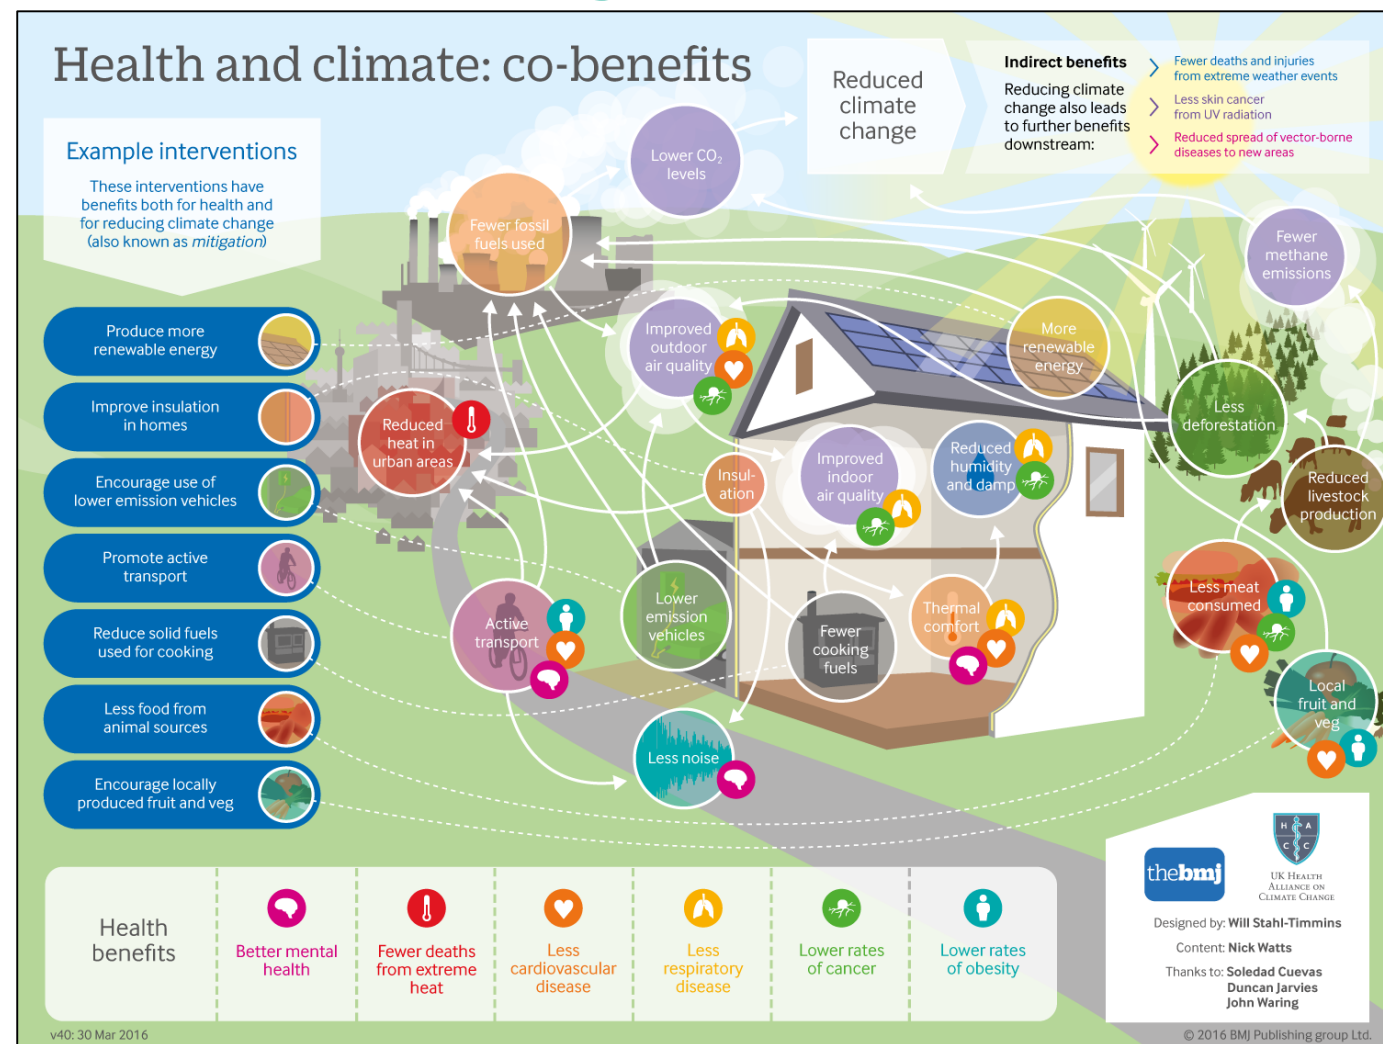 Health and climate: co-benefits
Reduced
climate
change
Indirect benefits
Reducing climate
change also leads
to further benefits
downstream:
Fewer deaths and injuries
from extreme weather events
Less skin cancer
from UV radiation
Reduced spread of vector-borne
diseases to new areas
Example interventions
These interventions have
benefits both for health and
for reducing climate change
(also known as mitigation)
Produce more
renewable energy
Improve insulation
in homes
Encourage use of
lower emission vehicles
Promote active
transport
Reduce solid fuels
used for cooking
Less food from
animal sources
Encourage locally
produced fruit and veg
Lower CO₂
levels
Fewer fossil
fuels used
Fewer
methane
emissions
Improved
outdoor
air quality
More
renewable
energy
Less
deforestation
Reduced
heat in
urban areas
Insul-
ation
Improved
indoor
air quality
Reduced
humidity
and damp
Reduced
livestock
production
Active
transport
Lower
emission
vehicles
Fewer
cooking
fuels
Thermal
comfort
Less meat
consumed
Local
fruit and
veg
Less noise
Health
benefits
Better mental
health
Fewer deaths
from extreme
heat
Less
cardiovascular
disease
Less
respiratory
disease
Lower rates
of cancer
Lower rates
of obesity
thebmj
H A
C C
UK HEALTH
ALLIANCE ON
CLIMATE CHANGE
Designed by: Will Stahl-Timmins
Content: Nick Watts
Thanks to: Soledad Cuevas
Duncan Jarvies
John Waring
v40: 30 Mar 2016
© 2016 BMJ Publishing group Ltd.